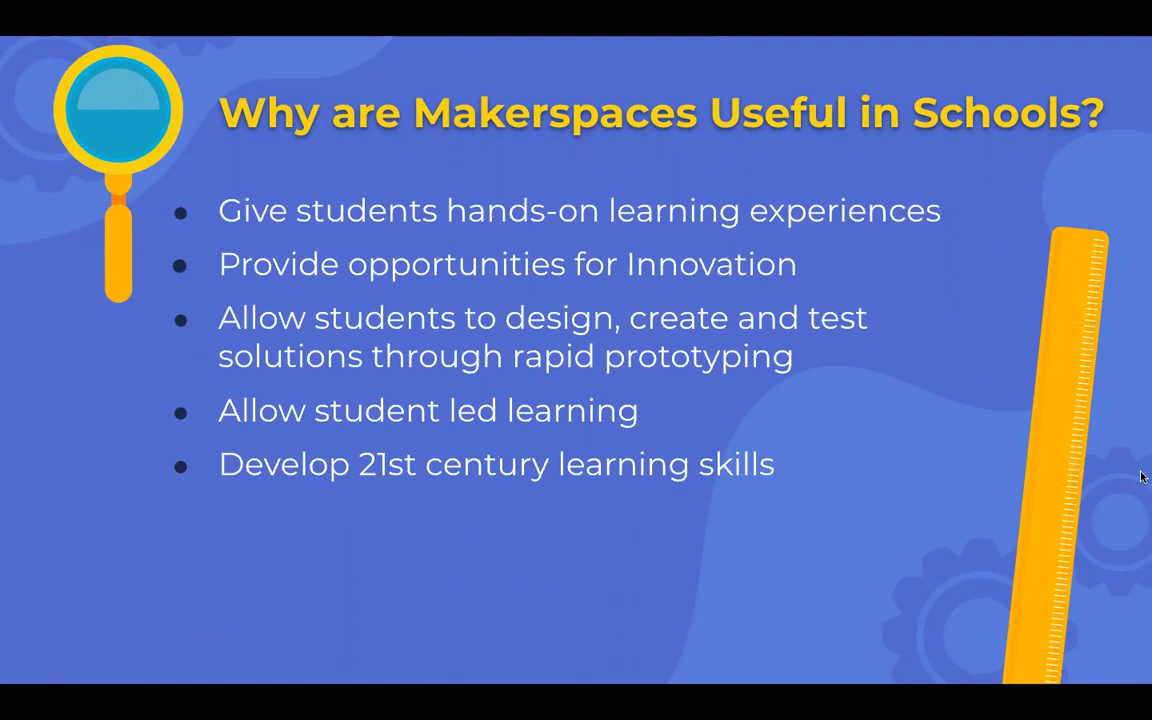 Why are Makerspaces Useful in Schools?
● Give students hands-on learning experiences
● Provide opportunities for Innovation
● Allow students to design, create and test
solutions through rapid prototyping
● Allow student led learning
● Develop 21st century learning skills